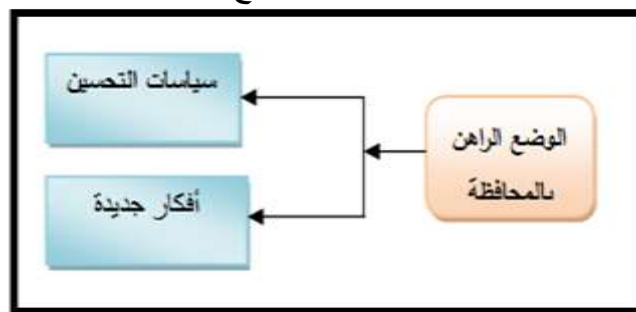 الوضع الراهن
بالمحافظة
سياسات التحسين
أفكار جديدة